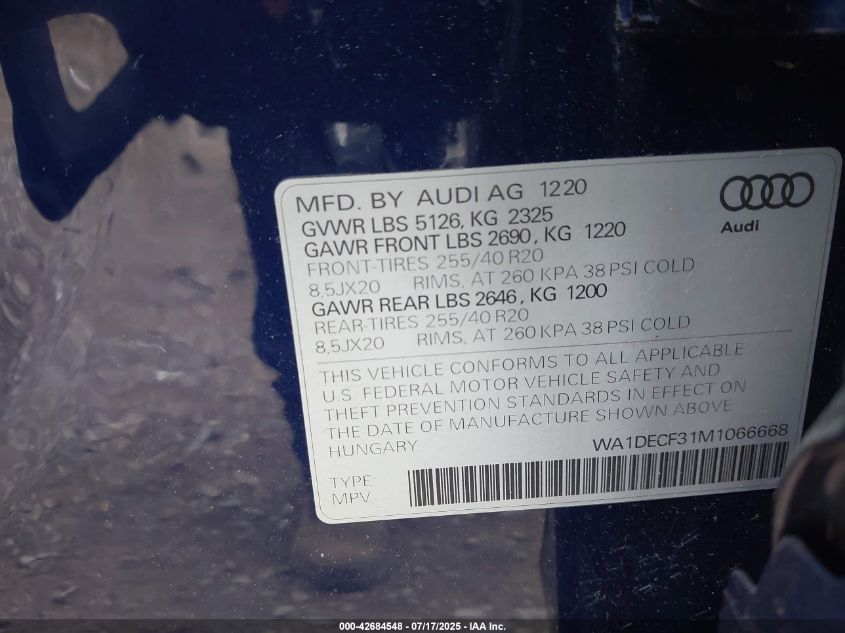 MFD. BY AUDI AG 1220
GVWR LBS 5126, KG 2325
GAWR FRONT LBS 2690, KG 1220
FRONT-TIRES 255/40 R20
8,5JX20 RIMS, AT 260 KPA 38 PSI COLD
GAWR REAR LBS 2646, KG 1200
REAR-TIRES 255/40 R20
8,5JX20 RIMS, AT 260 KPA 38 PSI COLD
Audi
THIS VEHICLE CONFORMS TO ALL APPLICABLE
U.S. FEDERAL MOTOR VEHICLE SAFETY AND
THEFT PREVENTION STANDARDS IN EFFECT ON
THE DATE OF MANUFACTURE SHOWN ABOVE
HUNGARY WA1DECF31M1066668
TYPE
MPV
000-42684548 - 07/17/2025 - IAA Inc.